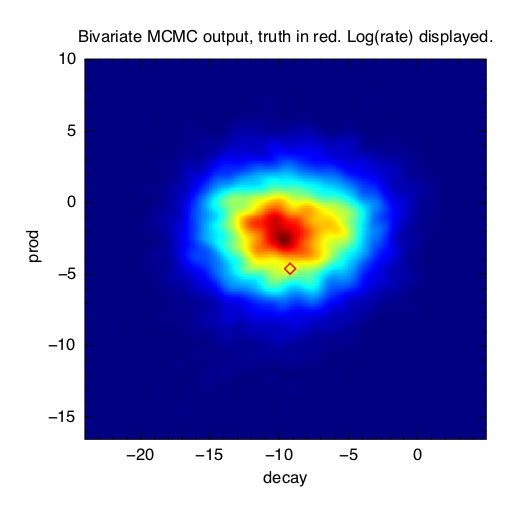 Bivariate MCMC output, truth in red. Log(rate) displayed.
10
5
0
−5
−10
−15
prod
−20 −15 −10 −5 0
decay